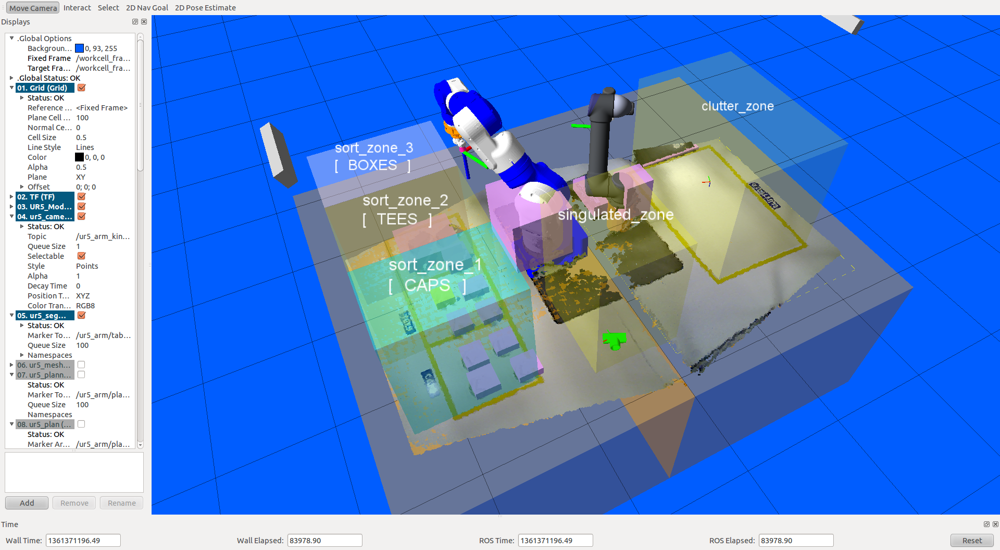 Move Camera Interact Select 2D Nav Goal 2D Pose Estimate
Displays
.Global Options
Backgroun... 0, 93, 255
Fixed Frame /workcell_fra...
Target Fra... /workcell_fra...
.Global Status: OK
01. Grid (Grid)
Status: OK
Reference ... <Fixed Frame>
Plane Cell ... 100
Normal Ce... 0
Cell Size 0.5
Line Style Lines
Color 0, 0, 0
Alpha 0.5
Plane XY
Offset 0; 0; 0
02. TF (TF)
03. UR5_Mod...
04. ur5_came...
Status: OK
Topic /ur5_arm_kin...
Queue Size 1
Selectable
Style Points
Alpha 1
Decay Time 0
Position T... XYZ
Color Tran... RGB8
05. ur5_seg...
Status: OK
Marker To... /ur5_arm/tab...
Queue Size 100
Namespaces
06. ur5_mesh...
07. ur5_plann...
Status: OK
Marker To... /ur5_arm/pla...
Queue Size 100
Namespaces
08. ur5_plan (...
Status: OK
Marker Ar... /ur5_arm/pla...
Add Remove Rename
clutter_zone
sort_zone_3
[ BOXES ]
sort_zone_2
[ TEES ]
singulated_zone
sort_zone_1
[ CAPS ]
Time
Wall Time: 1361371196.49 Wall Elapsed: 83978.90 ROS Time: 1361371196.49 ROS Elapsed: 83978.90 Reset